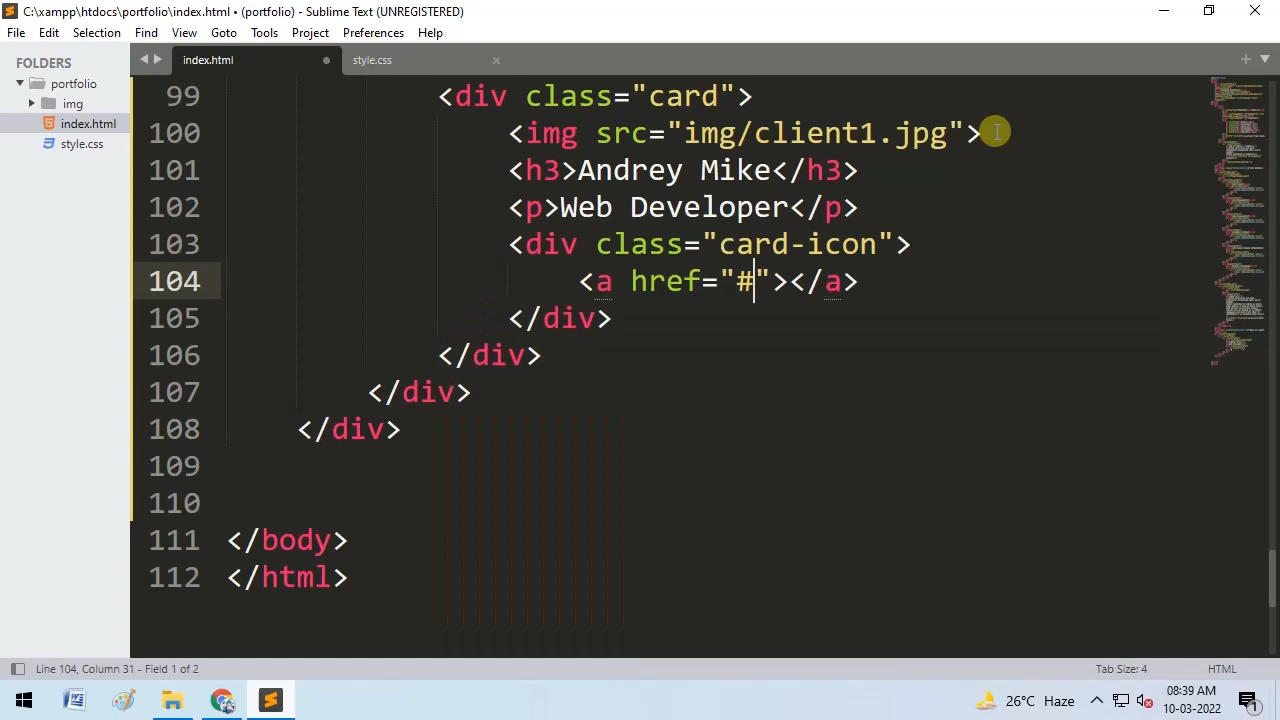 C:\xampp\htdocs\portfolio\index.html • (portfolio) - Sublime Text (UNREGISTERED)
File Edit Selection Find View Goto Tools Project Preferences Help
FOLDERS
portfolio
img
index.html
style.css
index.html style.css
99 <div class="card">
100 <img src="img/client1.jpg">
101 <h3>Andrey Mike</h3>
102 <p>Web Developer</p>
103 <div class="card-icon">
104 <a href="#"></a>
105 </div>
106 </div>
107 </div>
108 </div>
109
110
111 </body>
112 </html>
Line 104, Column 31 - Field 1 of 2 Tab Size: 4 HTML
26°C Haze 08:39 AM
10-03-2022
1